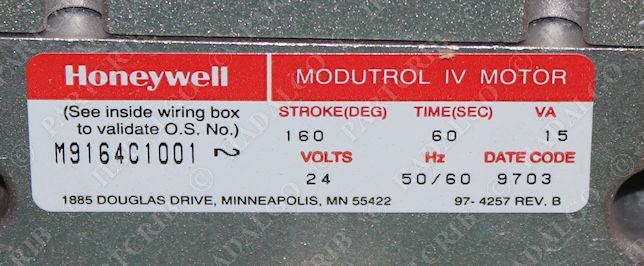 Honeywell
MODUTROL IV MOTOR
(See inside wiring box
to validate O.S. No.)
M9164C1001 2
STROKE(DEG) TIME(SEC) VA
160 60 15
VOLTS Hz DATE CODE
24 50/60 9703
1885 DOUGLAS DRIVE, MINNEAPOLIS, MN 55422
97-4257 REV. B